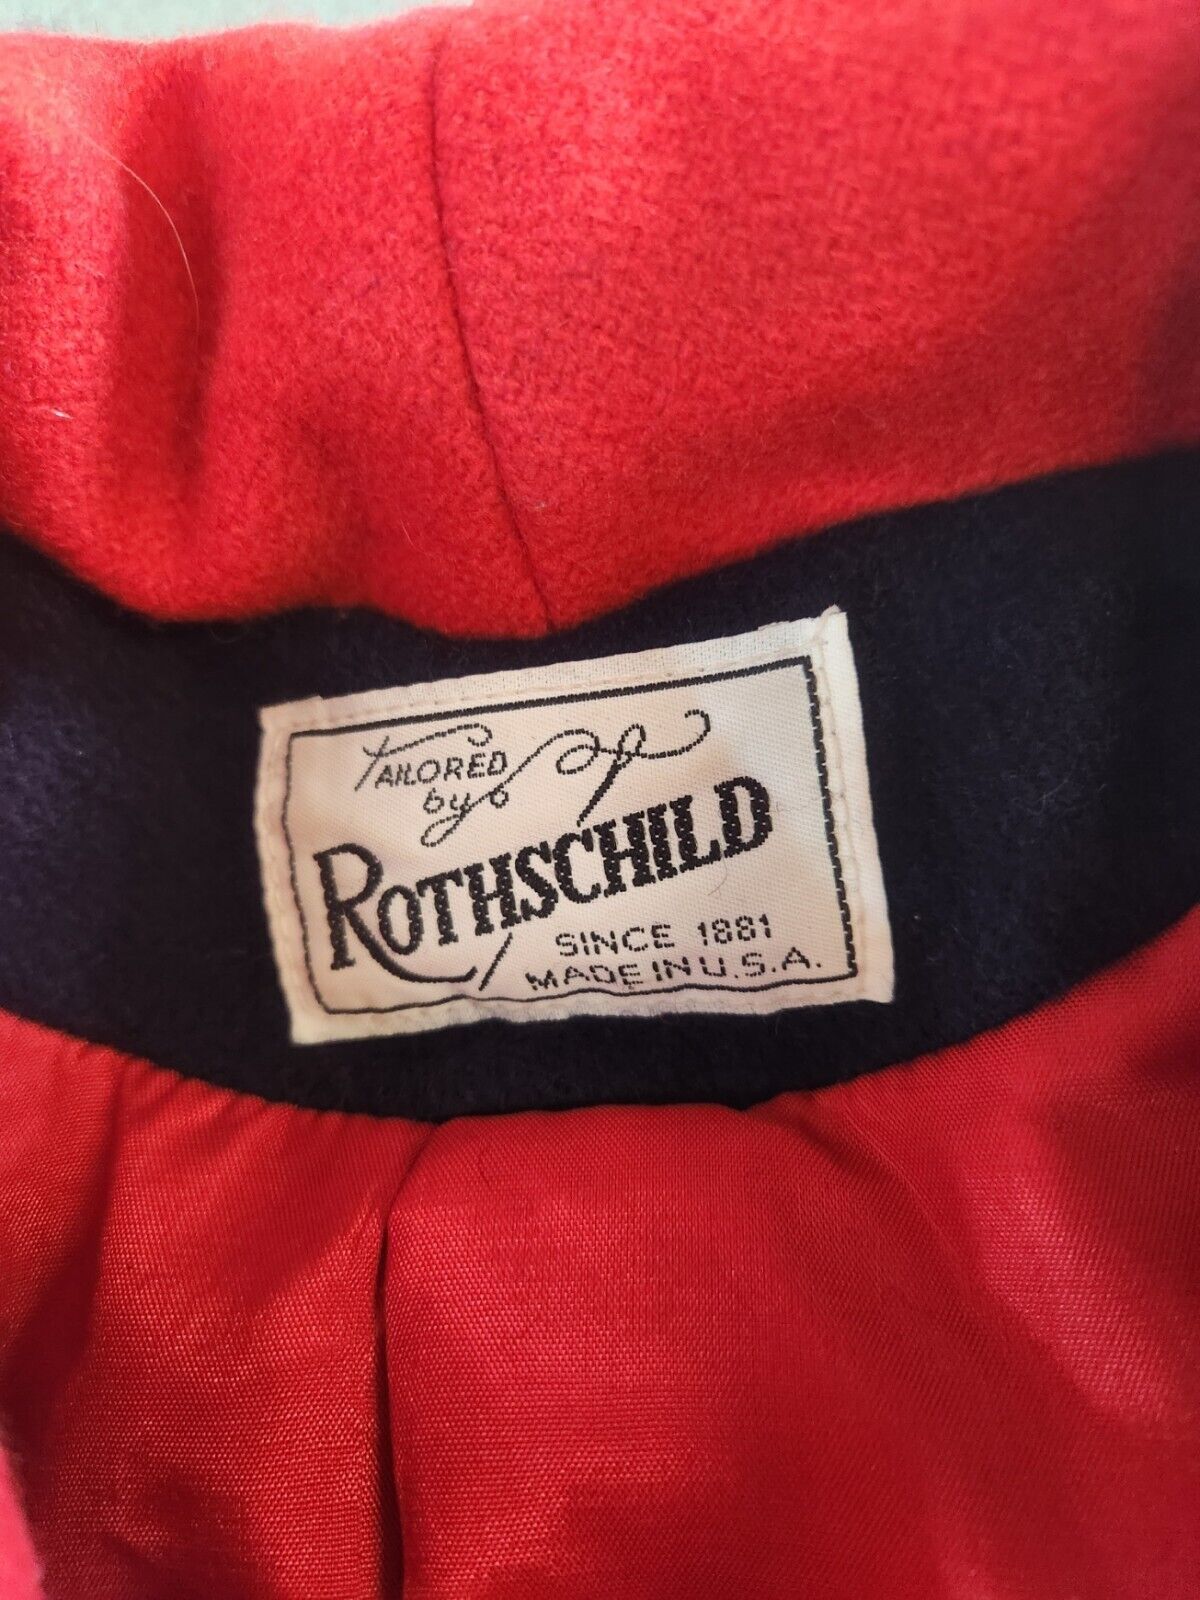 TAILORED
by
ROTHSCHILD
SINCE 1881
MADE IN U.S.A.